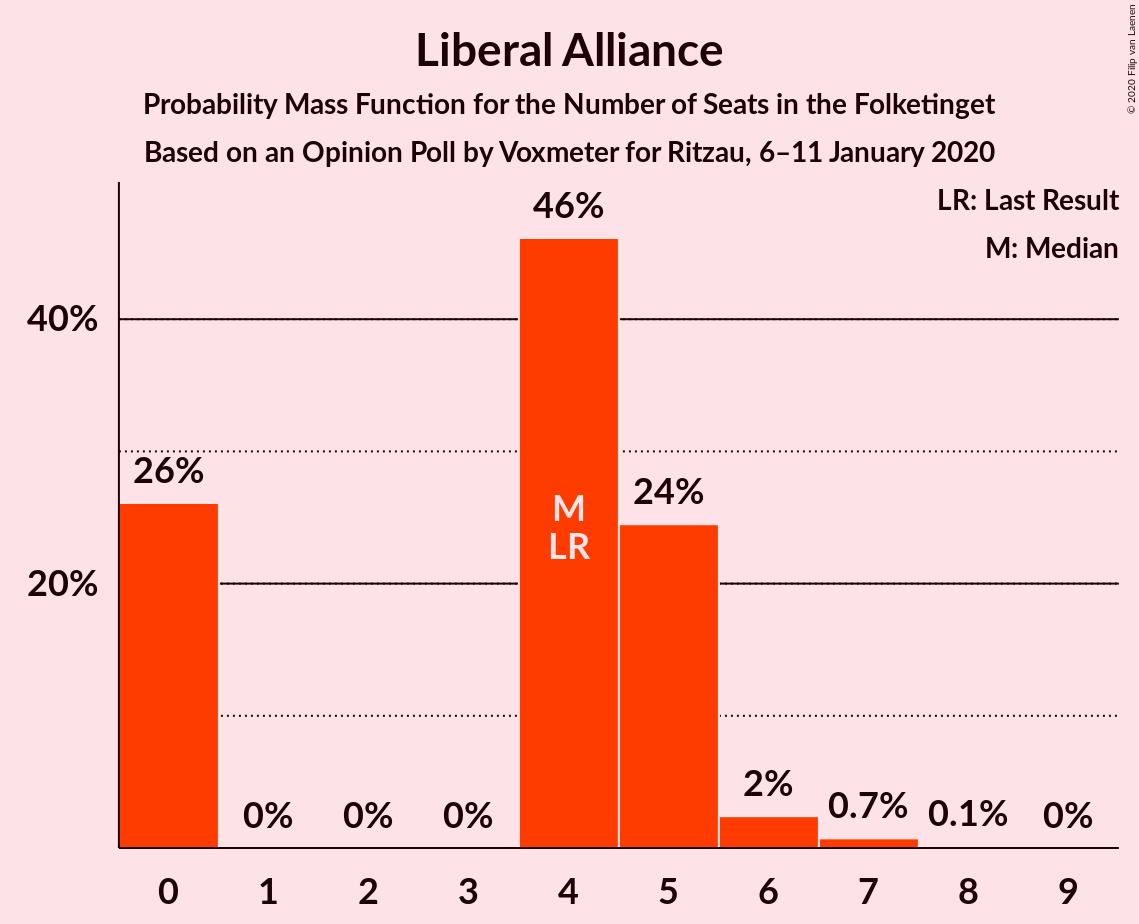 Liberal Alliance
Probability Mass Function for the Number of Seats in the Folketinget
Based on an Opinion Poll by Voxmeter for Ritzau, 6–11 January 2020
© 2020 Filip van Laenen
LR: Last Result
M: Median
40%
20%
26%
0%
0%
0%
46%
M
LR
24%
2%
0.7%
0.1%
0%
0 1 2 3 4 5 6 7 8 9